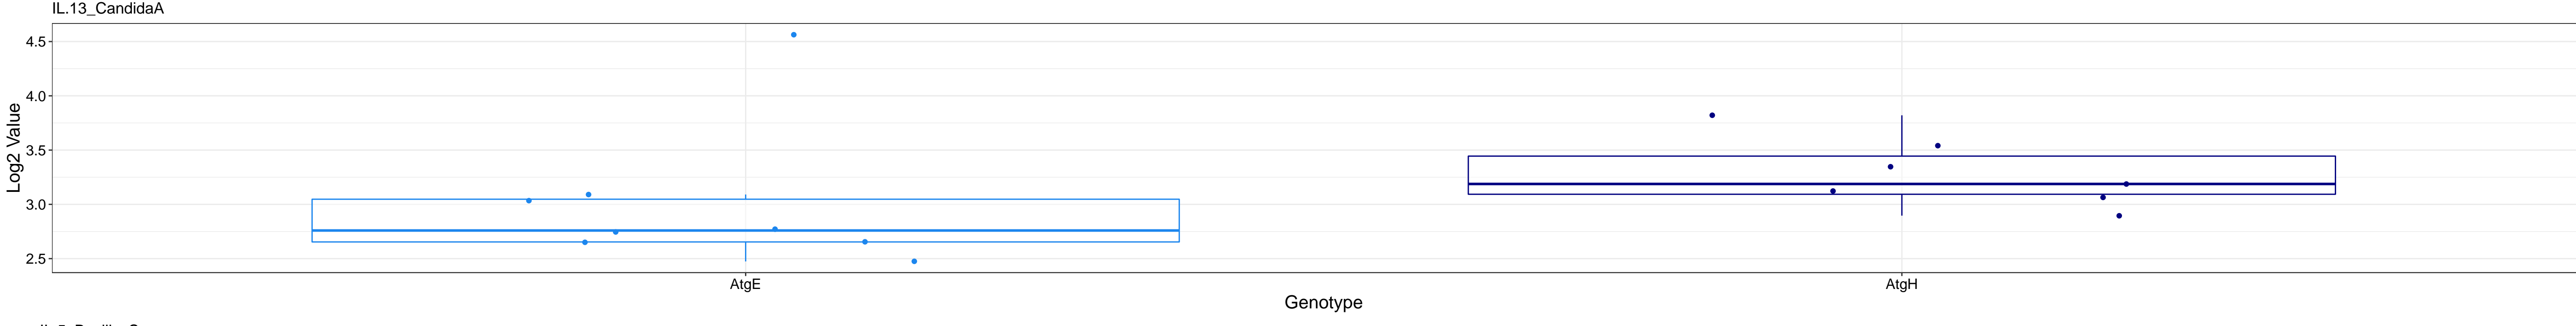 IL.13_CandidaA
Log2 Value
4.5
4.0
3.5
3.0
2.5
AtgE
AtgH
Genotype